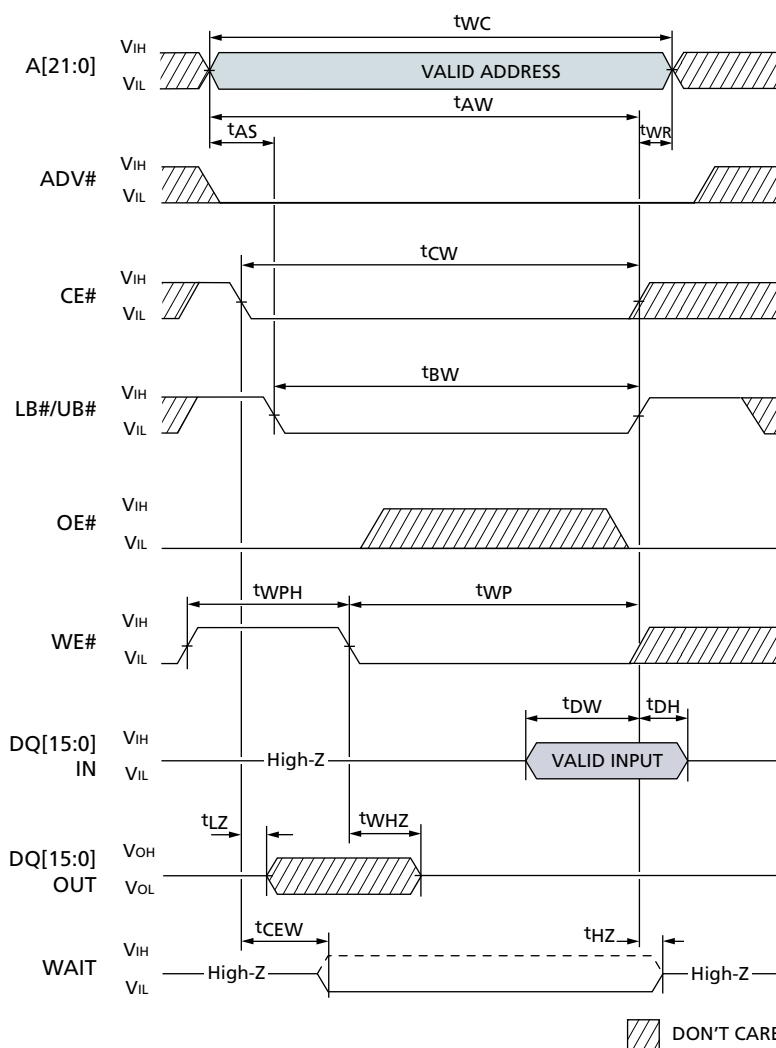 tWC
A[21:0] VIH VIL VALID ADDRESS
tAW
tAS tWR
ADV# VIH VIL
tCW
CE# VIH VIL
tBW
LB#/UB# VIH VIL
OE# VIH VIL
tWPH tWP
WE# VIH VIL
tDW tDH
DQ[15:0] IN VIH VIL High-Z VALID INPUT
tLZ tWHZ
DQ[15:0] OUT VOH VOL
tCEW tHZ
WAIT VIH VIL High-Z High-Z
DON'T CARE